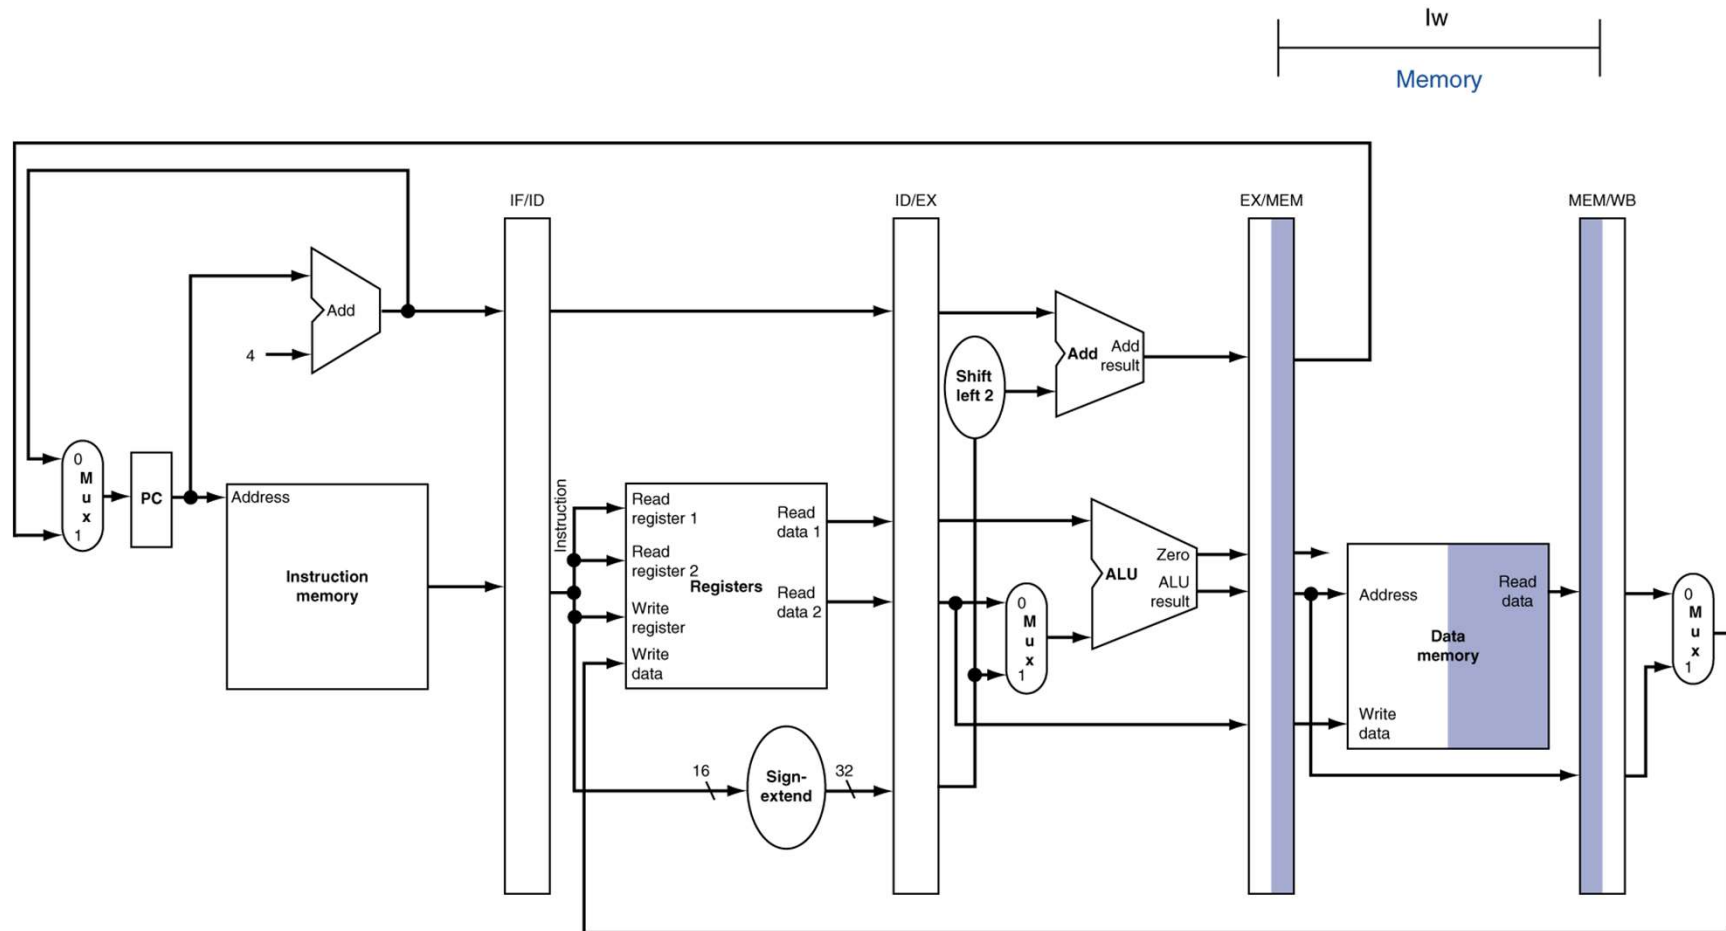 lw
Memory
IF/ID
ID/EX
EX/MEM
MEM/WB
Add
4
Add
Add
result
Shift
left 2
0
M
u
x
1
PC
Address
Instruction
memory
Instruction
Read
register 1
Read
register 2
Write
register
Write
data
Registers
Read
data 1
Read
data 2
16
Sign-
extend
32
0
M
u
x
1
ALU
Zero
ALU
result
Address
Read
data
Data
memory
Write
data
0
M
u
x
1